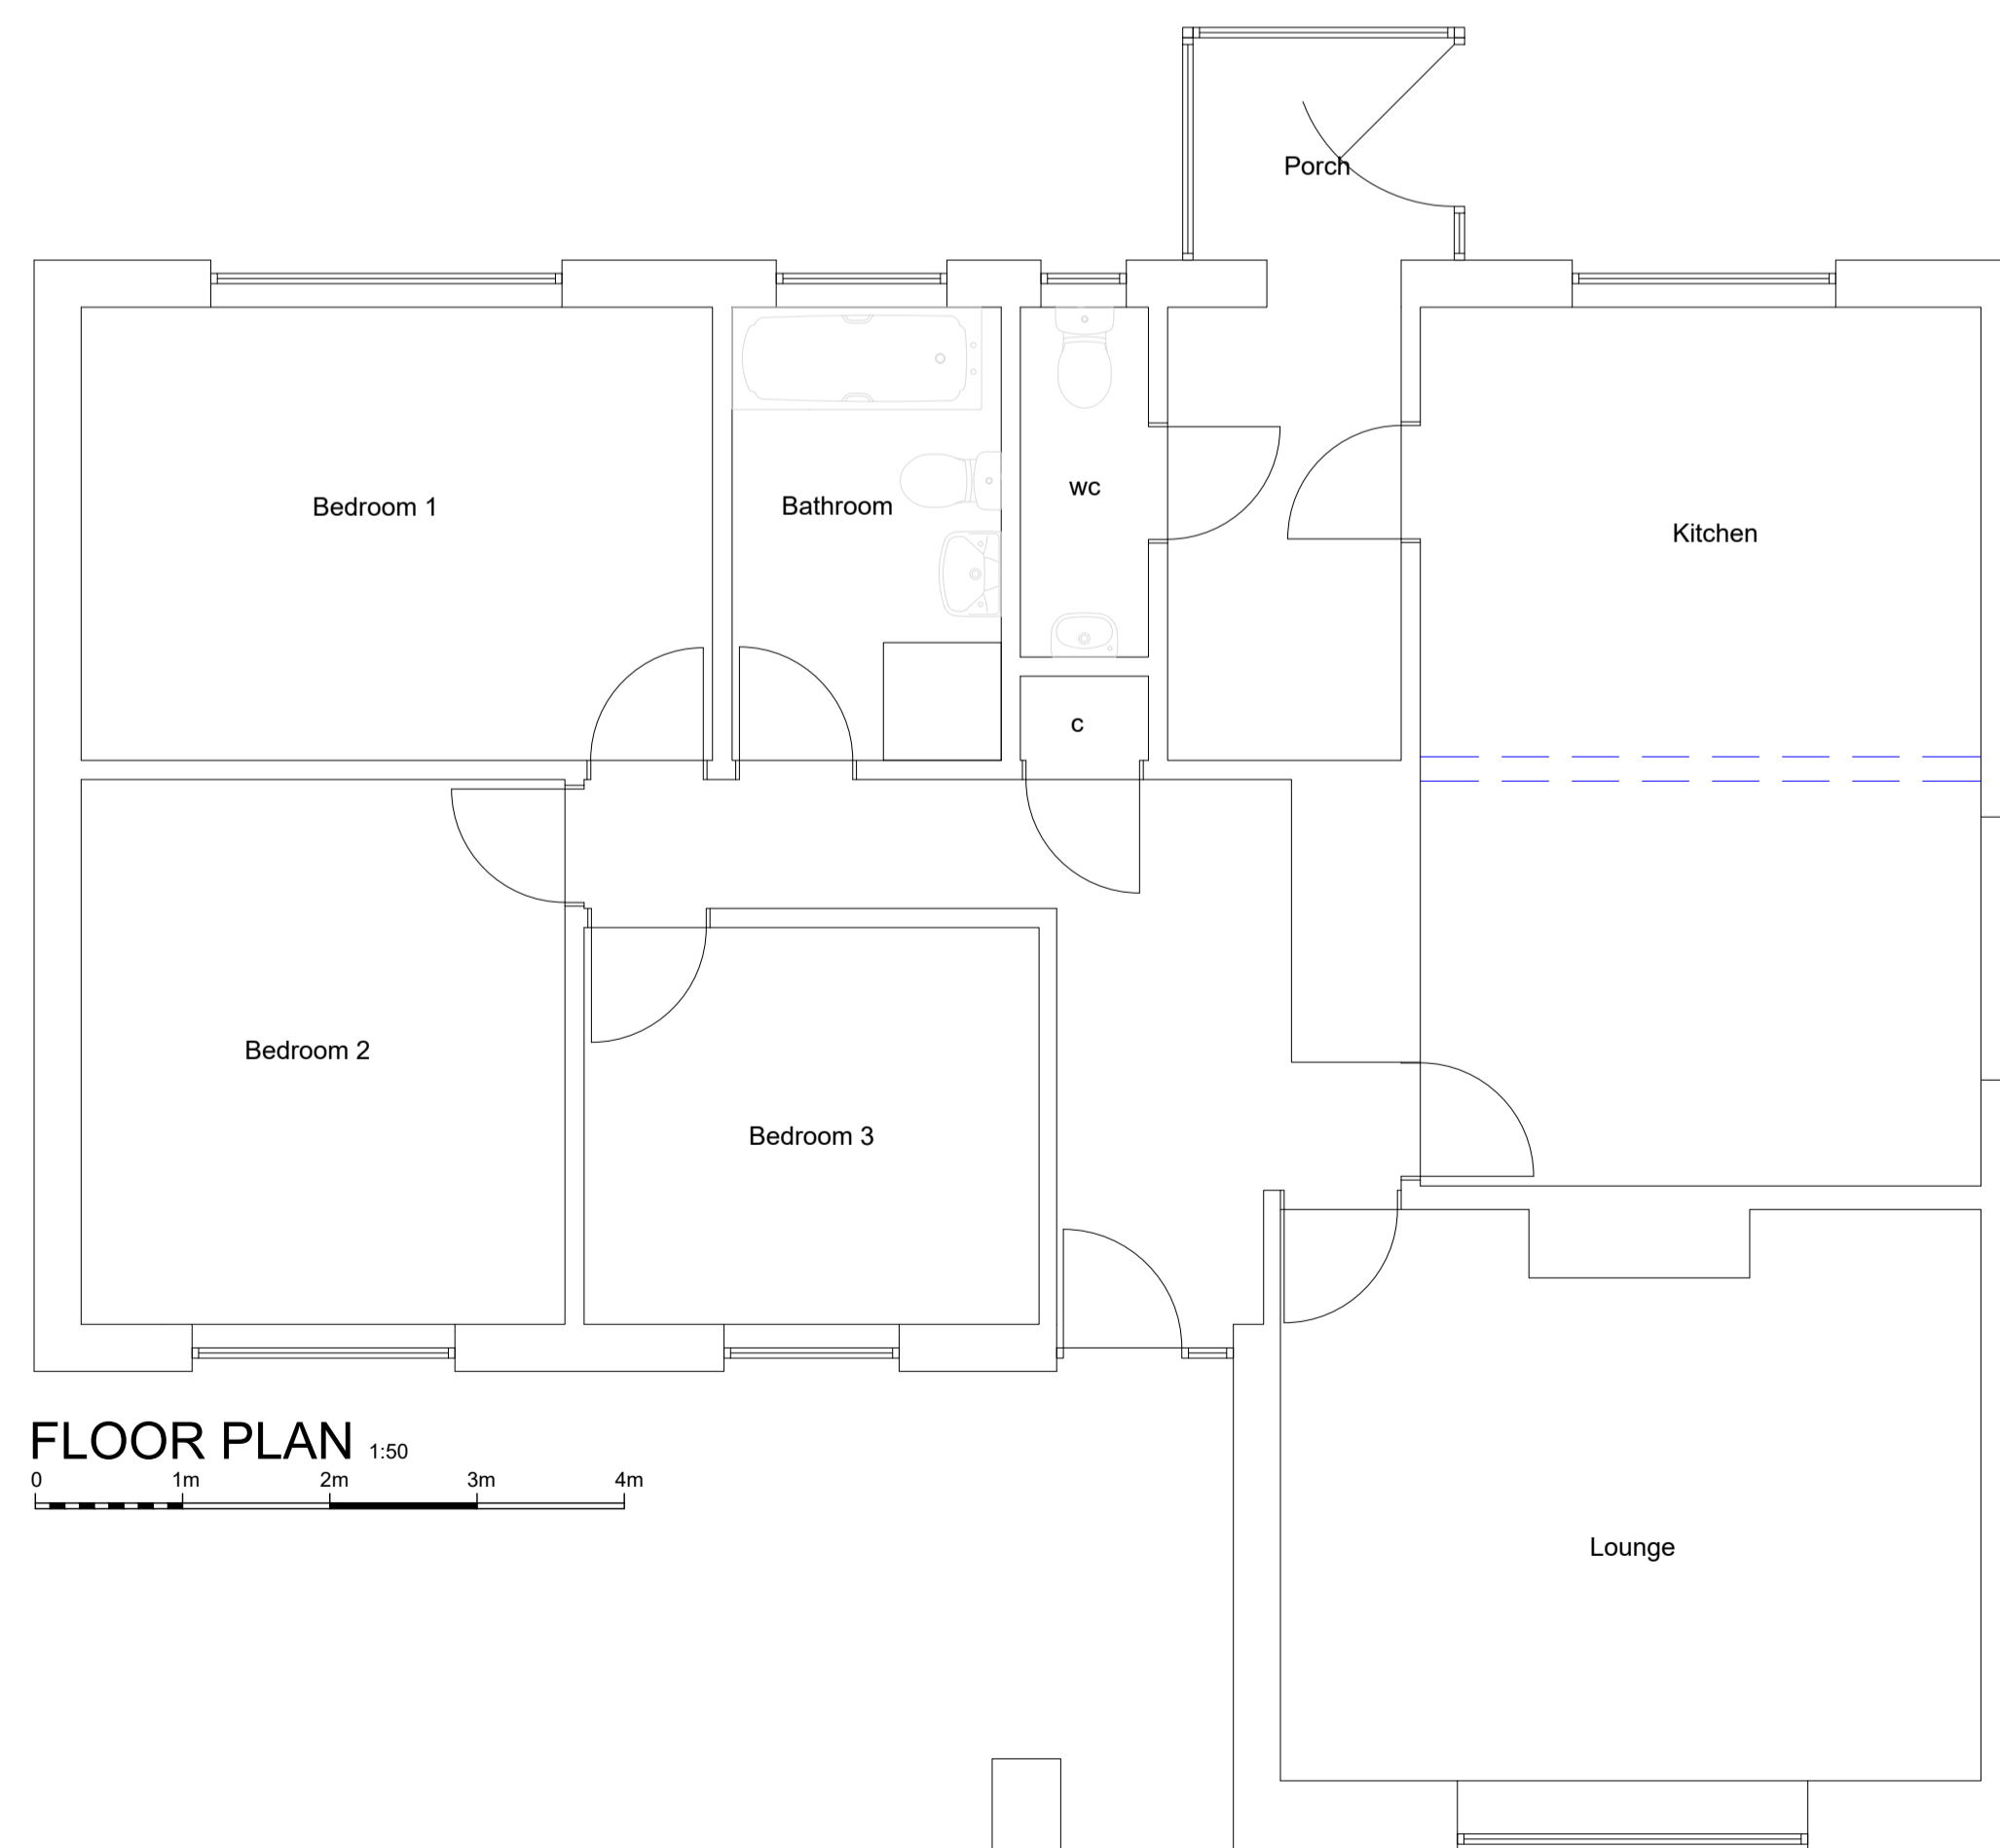 Porch
Bedroom 1
Bathroom
wc
Kitchen
c
Bedroom 2
Bedroom 3
FLOOR PLAN 1:50
0 1m 2m 3m 4m
Lounge